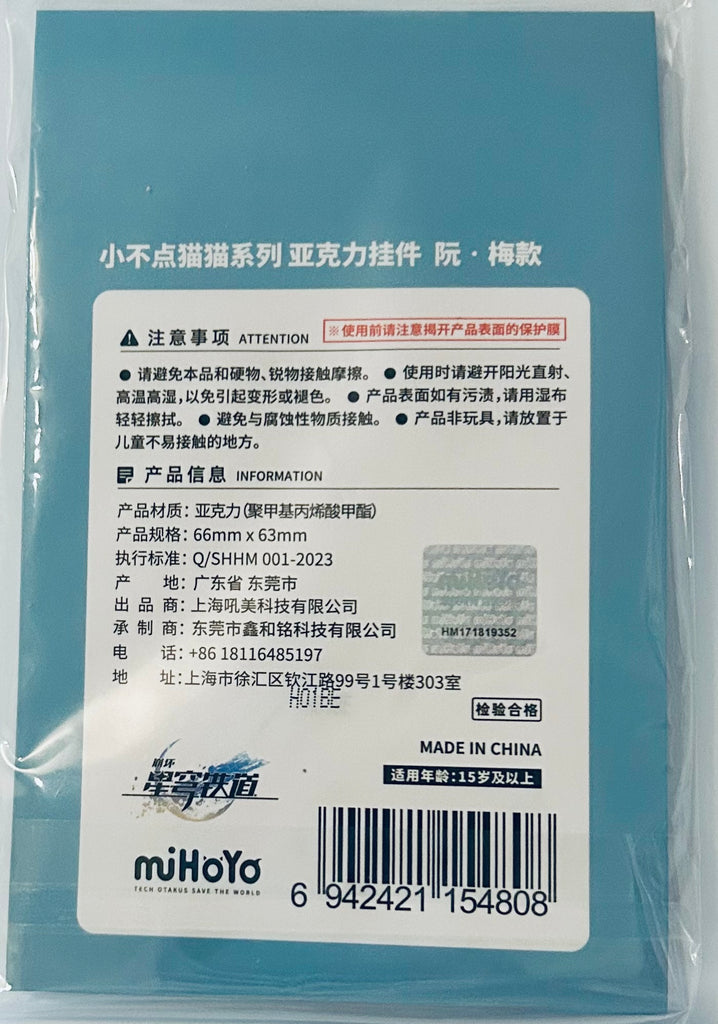 小不点猫猫系列 亚克力挂件 阮·梅款
注意事项 ATTENTION ※使用前请注意揭开产品表面的保护膜
● 请避免本品和硬物、锐物接触摩擦。 ● 使用时请避开阳光直射、
高温高湿,以免引起变形或褪色。 ● 产品表面如有污渍,请用湿布
轻轻擦拭。 ● 避免与腐蚀性物质接触。 ● 产品非玩具,请放置于
儿童不易接触的地方。
产品信息 INFORMATION
产品材质: 亚克力(聚甲基丙烯酸甲酯)
产品规格: 66mm x 63mm
执行标准: Q/SHHM 001-2023
产 地: 广东省 东莞市
出 品 商: 上海吼美科技有限公司
承 制 商: 东莞市鑫和铭科技有限公司
电 话: +86 18116485197
地 址: 上海市徐汇区钦江路99号1号楼303室
H01BE
HM171819352
检验合格
MADE IN CHINA
适用年龄:15岁及以上
崩坏
星穹铁道
miHoYo
TECH OTAKUS SAVE THE WORLD
6 942421 154808